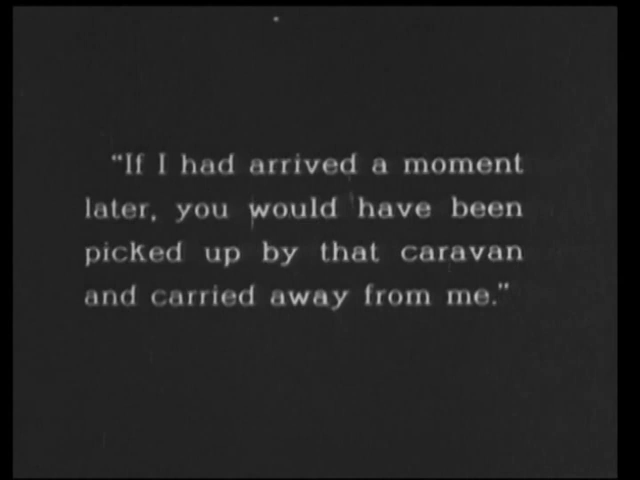 "If I had arrived a moment
later, you would have been
picked up by that caravan
and carried away from me."